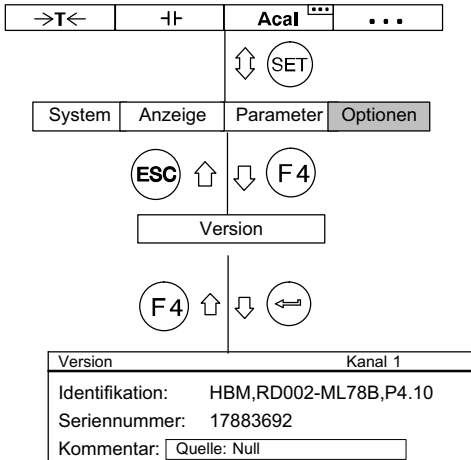 →T← ⊣⊢ Acal ...
SET
System Anzeige Parameter Optionen
ESC F4
Version
F4
Version Kanal 1
Identifikation: HBM,RD002-ML78B,P4.10
Seriennummer: 17883692
Kommentar: Quelle: Null